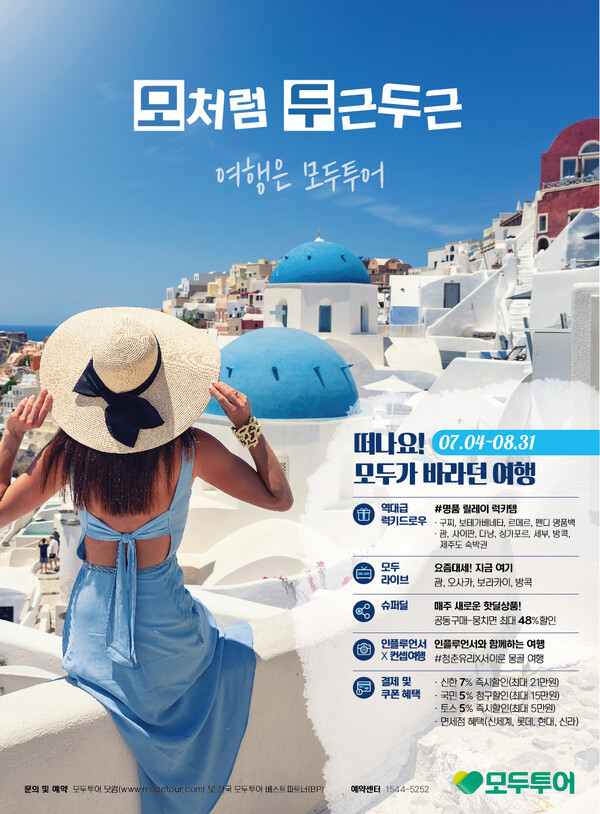 모처럼 두근두근
여행은 모두투어
떠나요! 07.04-08.31
모두가 바라던 여행
역대급 럭키드로우
#명품 릴레이 럭키템
· 구찌, 보테가베네타, 르메르, 펜디 명품백
· 괌, 사이판, 다낭, 싱가포르, 세부, 방콕,
제주도 숙박권
모두 라이브
요즘대세! 지금 여기
괌, 오사카, 보라카이, 방콕
슈퍼딜
매주 새로운 핫딜상품!
공동구매-뭉치면 최대 48%할인
인플루언서 X 컨셉여행
인플루언서와 함께하는 여행
#청춘유리X서이룬 몽골 여행
결제 및 쿠폰 혜택
· 신한 7% 즉시할인(최대 21만원)
· 국민 5% 청구할인(최대 15만원)
· 토스 5% 즉시할인(최대 5만원)
· 면세점 혜택(신세계, 롯데, 현대, 신라)
문의 및 예약 모두투어 닷컴(www.modetour.com) 및 전국 모두투어 베스트파트너(BP) 예약센터 1544-5252
모두투어